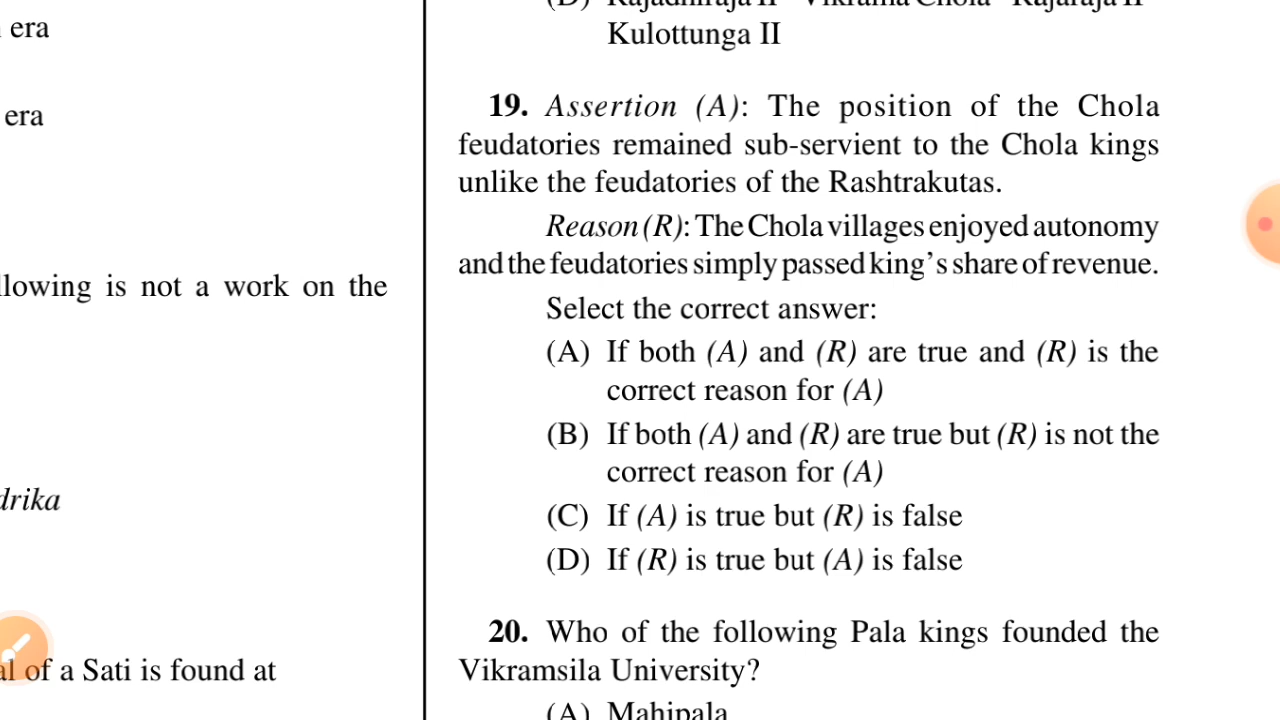 era
era
llowing is not a work on the
drika
al of a Sati is found at
Kulottunga II
19. Assertion (A): The position of the Chola
feudatories remained sub-servient to the Chola kings
unlike the feudatories of the Rashtrakutas.
Reason (R): The Chola villages enjoyed autonomy
and the feudatories simply passed king’s share of revenue.
Select the correct answer:
(A) If both (A) and (R) are true and (R) is the
correct reason for (A)
(B) If both (A) and (R) are true but (R) is not the
correct reason for (A)
(C) If (A) is true but (R) is false
(D) If (R) is true but (A) is false
20. Who of the following Pala kings founded the
Vikramsila University?
(A) Mahipala